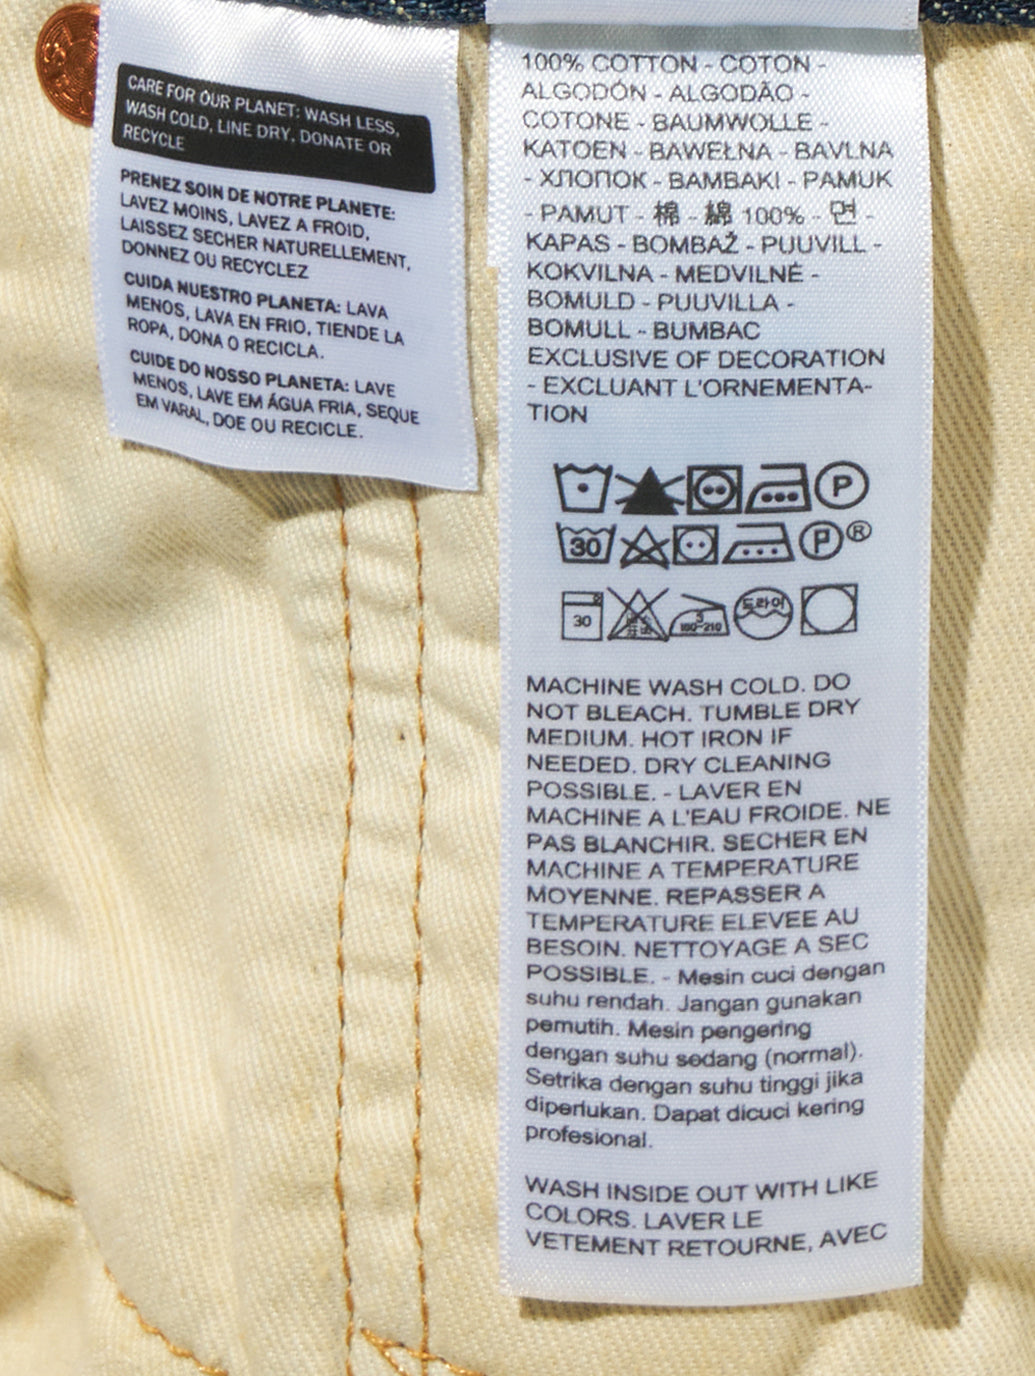 CARE FOR OUR PLANET: WASH LESS,
WASH COLD, LINE DRY, DONATE OR
RECYCLE
PRENEZ SOIN DE NOTRE PLANETE:
LAVEZ MOINS, LAVEZ A FROID,
LAISSEZ SECHER NATURELLEMENT,
DONNEZ OU RECYCLEZ
CUIDA NUESTRO PLANETA: LAVA
MENOS, LAVA EN FRIO, TIENDE LA
ROPA, DONA O RECICLA.
CUIDE DO NOSSO PLANETA: LAVE
MENOS, LAVE EM ÁGUA FRIA, SEQUE
EM VARAL, DOE OU RECICLE.
100% COTTON - COTON -
ALGODÓN - ALGODÃO -
COTONE - BAUMWOLLE -
KATOEN - BAWEŁNA - BAVLNA
- ХЛОПОК - BAMBAKI - PAMUK
- PAMUT - 棉 - 綿 100% - 면 -
KAPAS - BOMBAŽ - PUUVILL -
KOKVILNA - MEDVILNĖ -
BOMULD - PUUVILLA -
BOMULL - BUMBAC
EXCLUSIVE OF DECORATION
- EXCLUANT L'ORNEMENTA-
TION
P
30 P®
30 3 180~210 드라이
MACHINE WASH COLD. DO
NOT BLEACH. TUMBLE DRY
MEDIUM. HOT IRON IF
NEEDED. DRY CLEANING
POSSIBLE. - LAVER EN
MACHINE A L'EAU FROIDE. NE
PAS BLANCHIR. SECHER EN
MACHINE A TEMPERATURE
MOYENNE. REPASSER A
TEMPERATURE ELEVEE AU
BESOIN. NETTOYAGE A SEC
POSSIBLE. - Mesin cuci dengan
suhu rendah. Jangan gunakan
pemutih. Mesin pengering
dengan suhu sedang (normal).
Setrika dengan suhu tinggi jika
diperlukan. Dapat dicuci kering
profesional.
WASH INSIDE OUT WITH LIKE
COLORS. LAVER LE
VETEMENT RETOURNE, AVEC